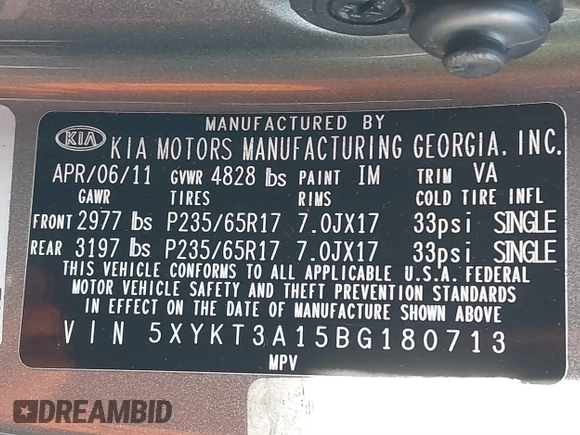 MANUFACTURED BY
KIA KIA MOTORS MANUFACTURING GEORGIA, INC.
APR/06/11 GVWR 4828 lbs PAINT IM TRIM VA
GAWR TIRES RIMS COLD TIRE INFL
FRONT 2977 lbs P235/65R17 7.0JX17 33psi SINGLE
REAR 3197 lbs P235/65R17 7.0JX17 33psi SINGLE
THIS VEHICLE CONFORMS TO ALL APPLICABLE U.S.A. FEDERAL
MOTOR VEHICLE SAFETY AND THEFT PREVENTION STANDARDS
IN EFFECT ON THE DATE OF MANUFACTURE SHOWN ABOVE
VIN 5XYKT3A15BG180713
MPV
DREAMBID